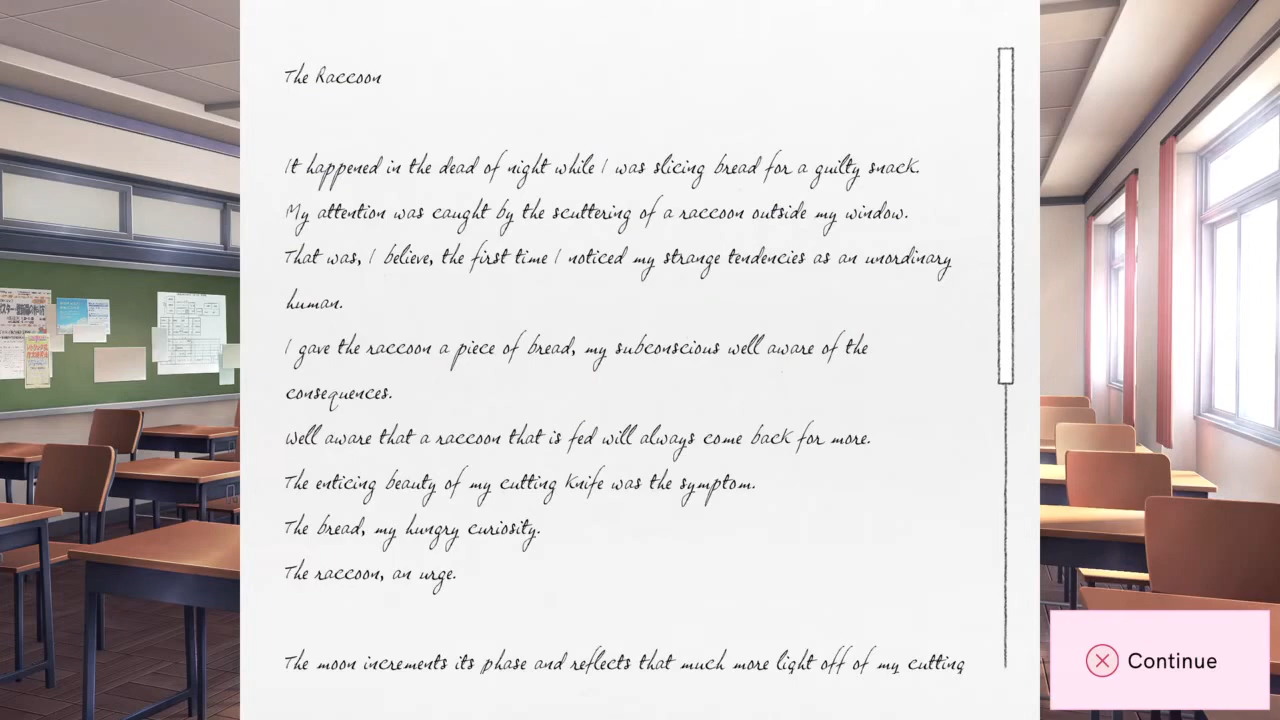 The Raccoon
It happened in the dead of night while I was slicing bread for a guilty snack.
My attention was caught by the scuttering of a raccoon outside my window.
That was, I believe, the first time I noticed my strange tendencies as an unordinary
human.
I gave the raccoon a piece of bread, my subconscious well aware of the
consequences.
Well aware that a raccoon that is fed will always come back for more.
The enticing beauty of my cutting knife was the symptom.
The bread, my hungry curiosity.
The raccoon, an urge.
The moon increments its phase and reflects that much more light off of my cutting
Continue